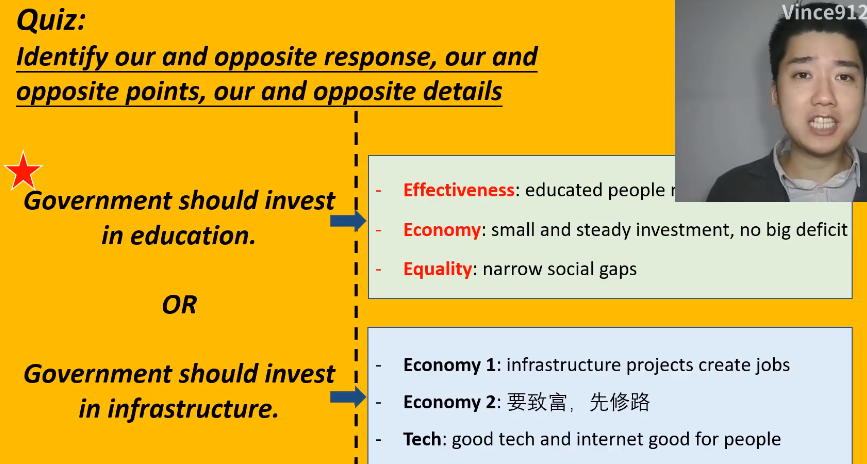 Vince912
Quiz:
Identify our and opposite response, our and
opposite points, our and opposite details
Government should invest
in education.
- Effectiveness: educated people
- Economy: small and steady investment, no big deficit
- Equality: narrow social gaps
OR
Government should invest
in infrastructure.
- Economy 1: infrastructure projects create jobs
- Economy 2: 要致富，先修路
- Tech: good tech and internet good for people